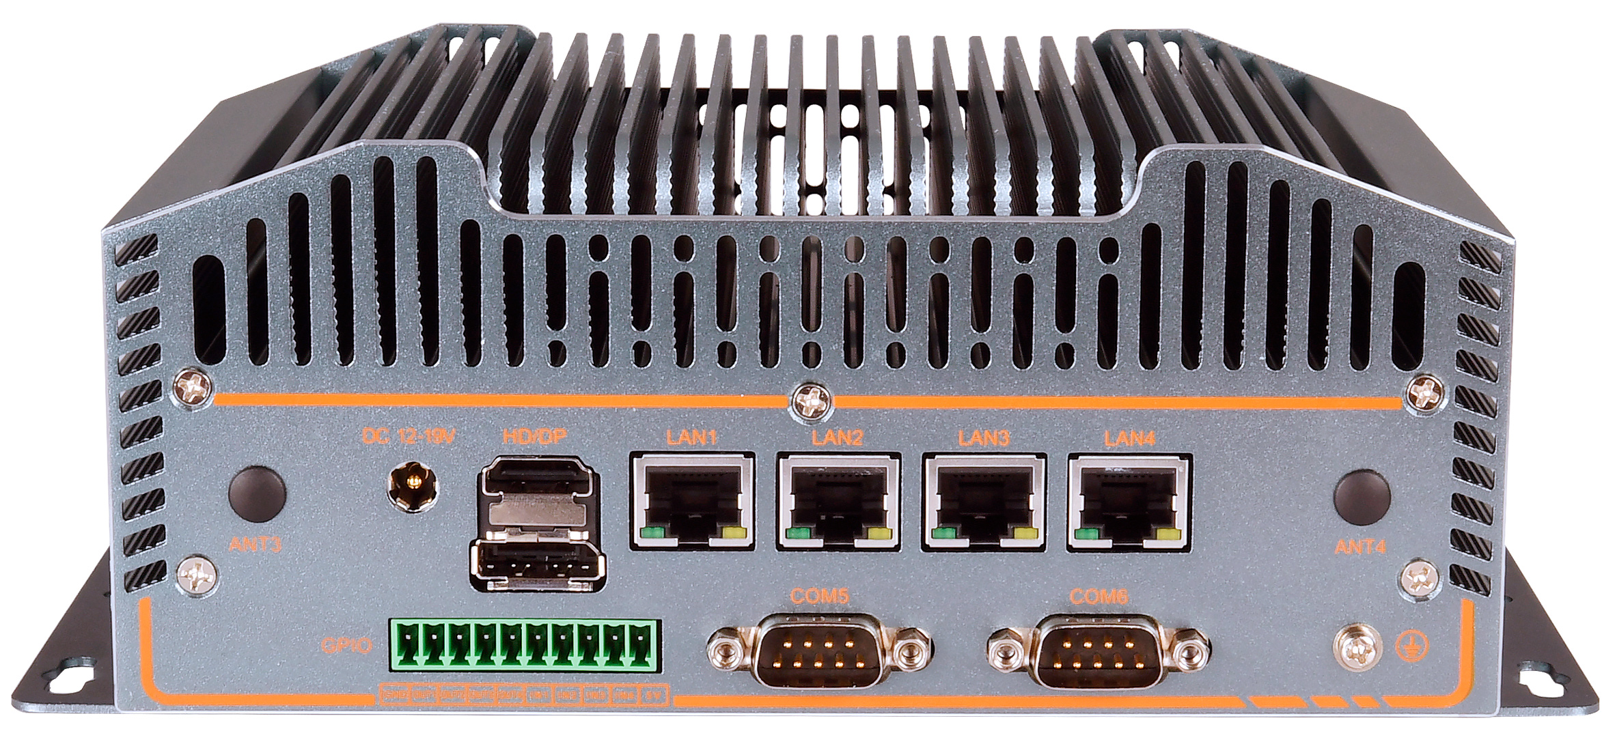 DC 12-19V
HD/DP
LAN1
LAN2
LAN3
LAN4
ANT3
ANT4
COM5
COM6
GPIO